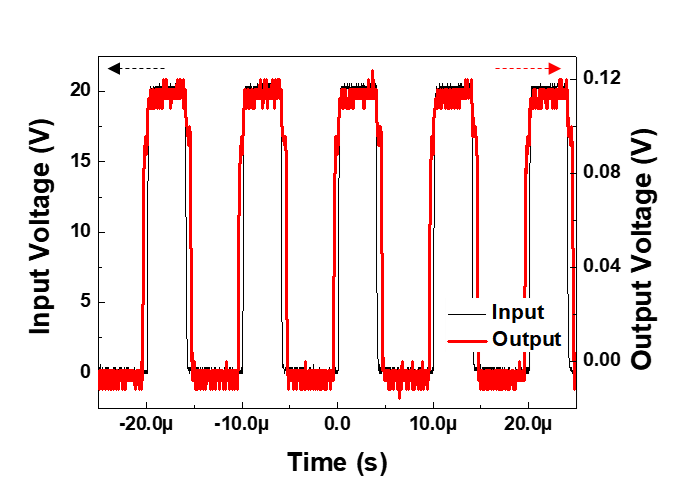 Input Voltage (V)
20
15
10
5
0
0.12
0.08
0.04
0.00
Output Voltage (V)
Input
Output
-20.0µ -10.0µ 0.0 10.0µ 20.0µ
Time (s)